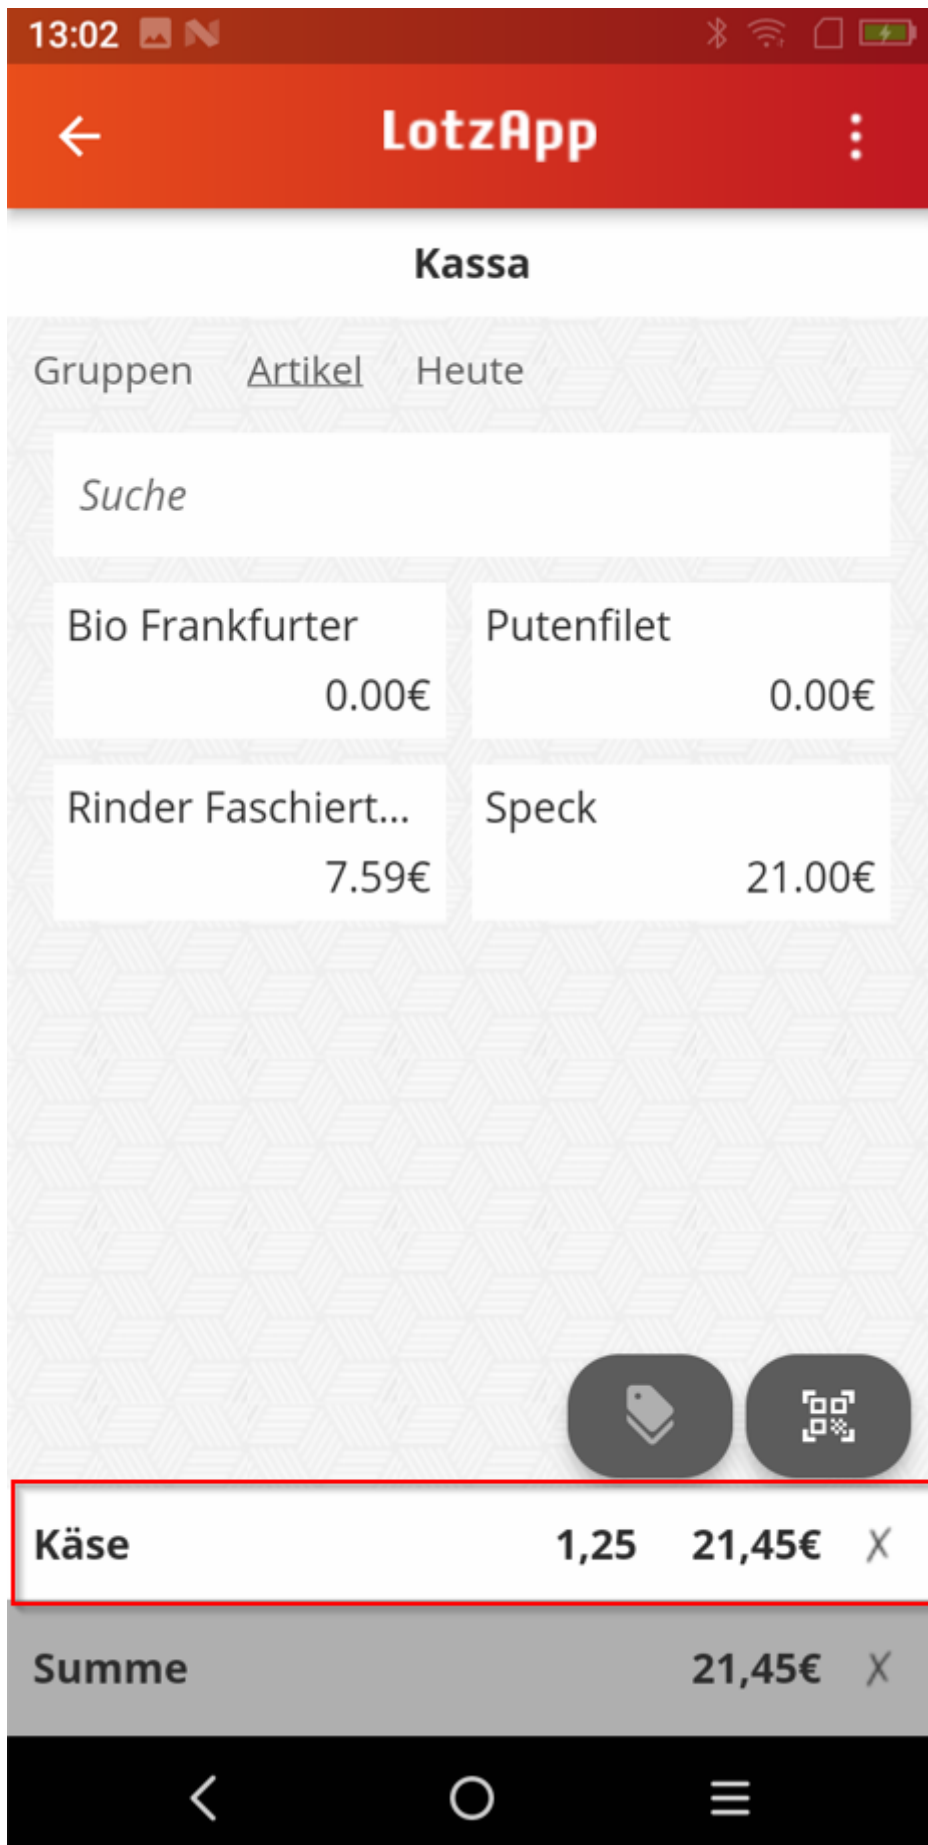 13:02
LotzApp
Kassa
Gruppen Artikel Heute
Suche
Bio Frankfurter
0.00€
Putenfilet
0.00€
Rinder Faschiert...
7.59€
Speck
21.00€
Käse 1,25 21,45€ X
Summe 21,45€ X